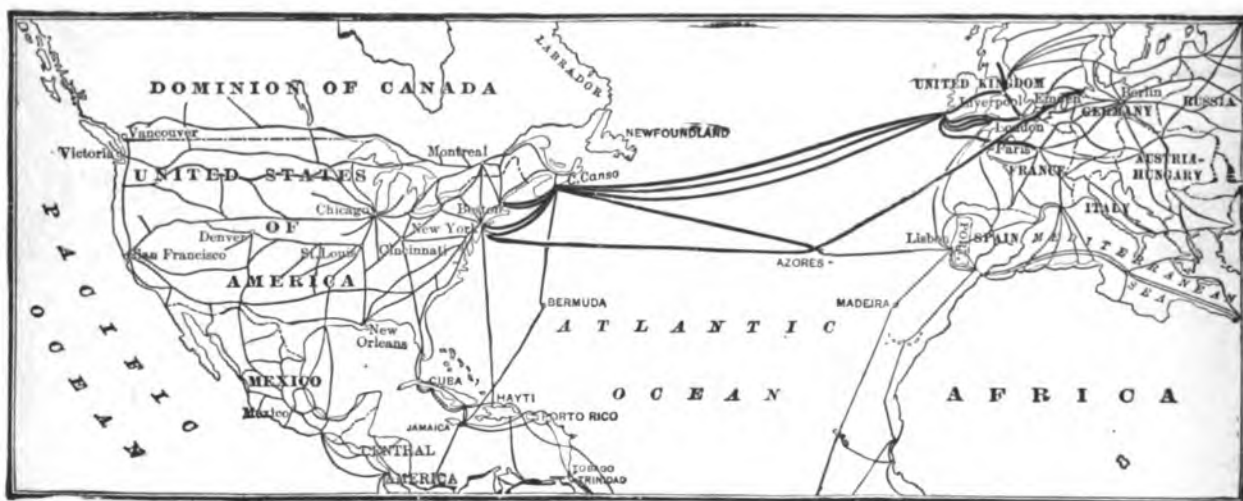 DOMINION OF CANADA
LABRADOR
UNITED KINGDOM
Liverpool
Emden
Berlin
GERMANY
RUSSIA
Vancouver
NEWFOUNDLAND
London
Victoria
Montreal
Paris
C. Canso
FRANCE
AUSTRIA-
HUNGARY
UNITED STATES
Chicago
Boston
ITALY
OF
New York
Denver
Lisbon
PORT.
SPAIN
MEDITERRANEAN
SEA
San Francisco
St. Louis
Cincinnati
AZORES
AMERICA
BERMUDA
MADEIRA
PACIFIC
OCEAN
New
Orleans
ATLANTIC
OCEAN
MEXICO
CUBA
HAYTI
AFRICA
Mexico
JAMAICA
PORTO RICO
CENTRAL
AMERICA
TOBAGO
TRINIDAD